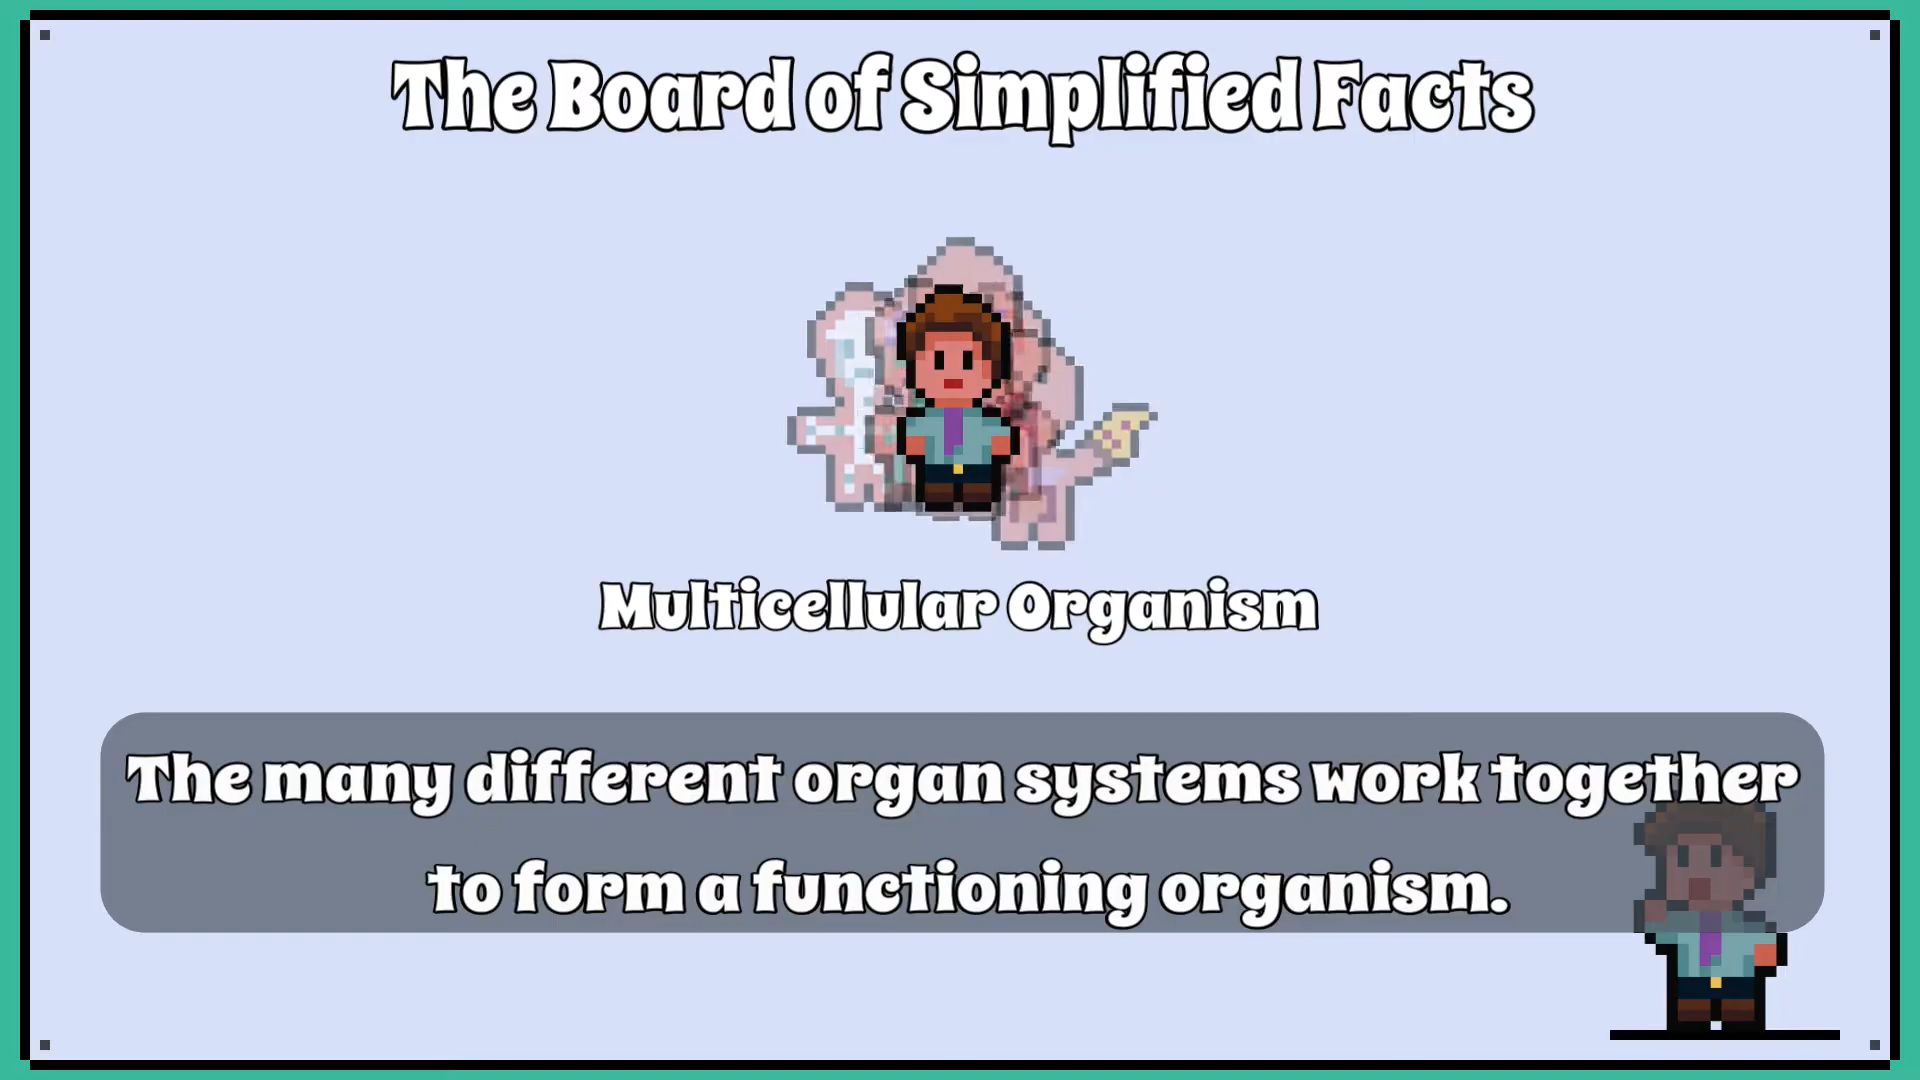 The Board of Simplified Facts
Multicellular Organism
The many different organ systems work together
to form a functioning organism.